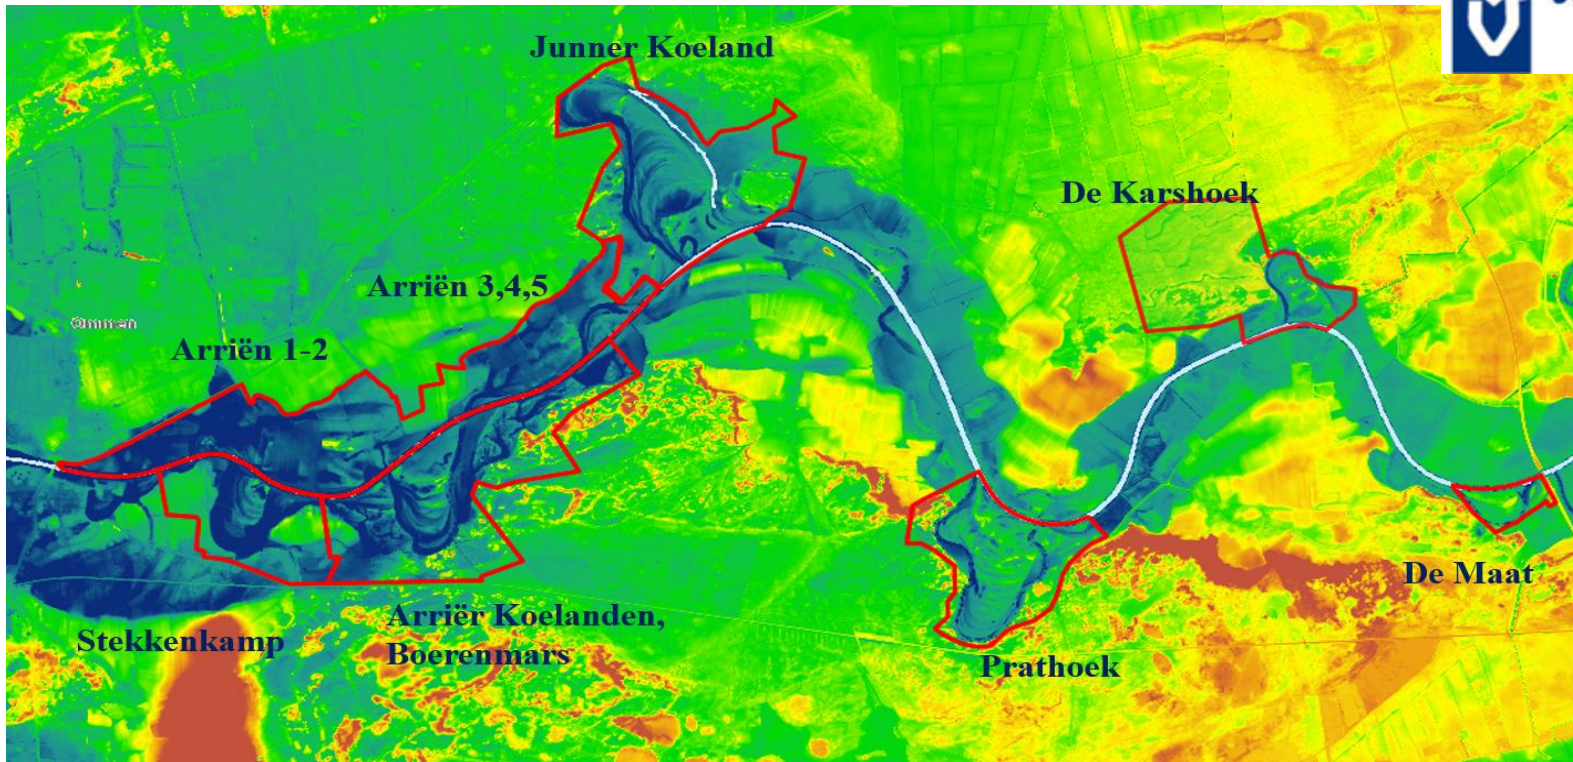 Junner Koeland
De Karshoek
Arriën 3,4,5
Ommen
Arriën 1-2
De Maat
Arriër Koelanden,
Boerenmars
Stekkenkamp
Prathoek